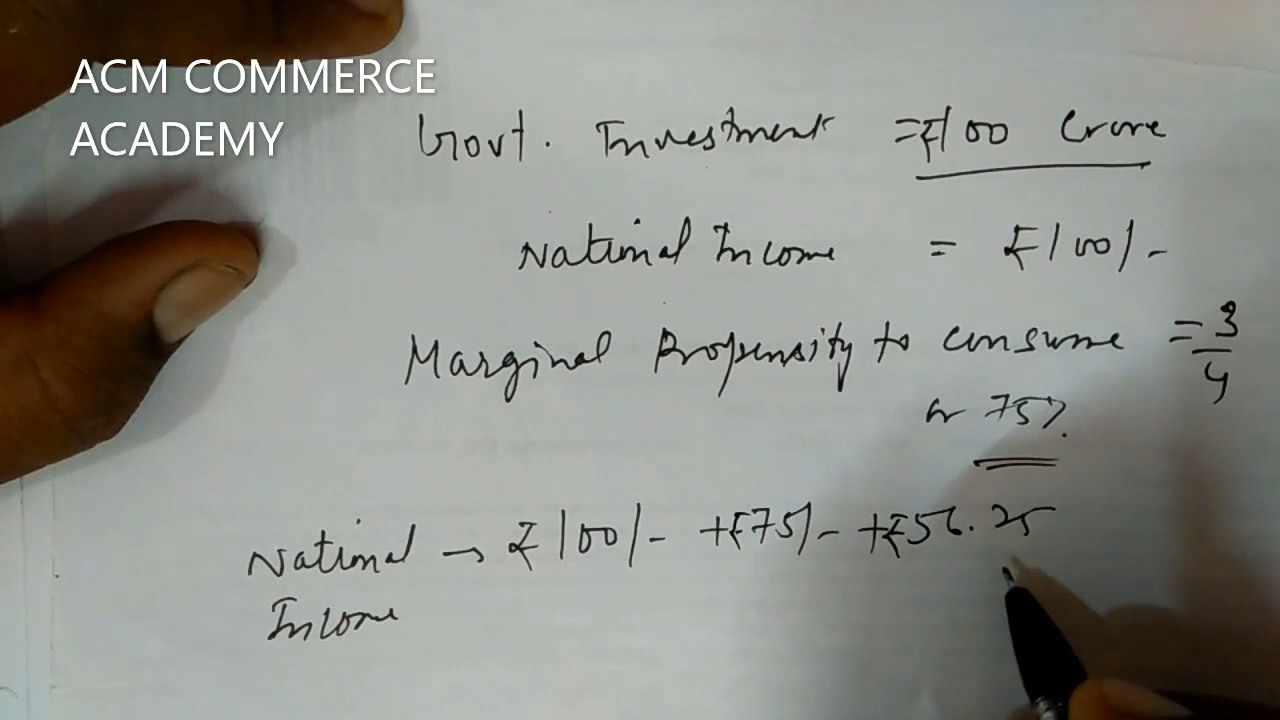 ACM COMMERCE
ACADEMY
Govt. Investment = ₹100 Crore
National Income = ₹100/-
Marginal Propensity to consume = 3/4
or 75%.
National → ₹100/- +₹75/- +₹56.25
Income